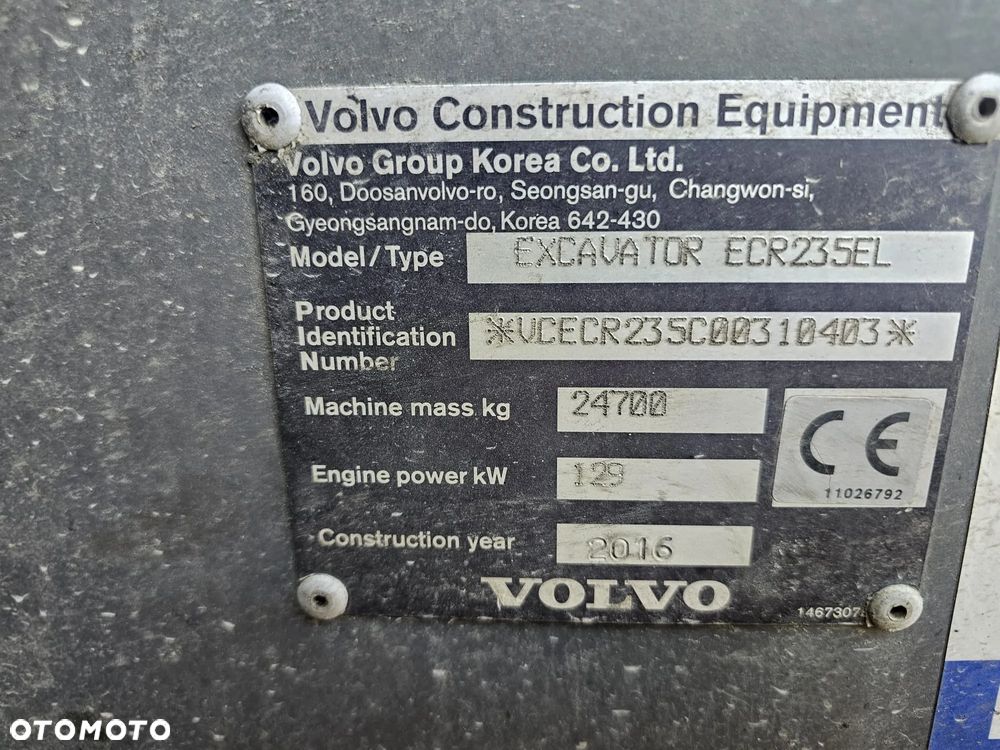 Volvo Construction Equipment
Volvo Group Korea Co. Ltd.
160, Doosanvolvo-ro, Seongsan-gu, Changwon-si,
Gyeongsangnam-do, Korea 642-430
Model/Type EXCAVATOR ECR235EL
Product
Identification
Number *VCECR235C00310403*
Machine mass kg 24700
CE
11026792
Engine power kW 129
Construction year 2016
VOLVO
OTOMOTO